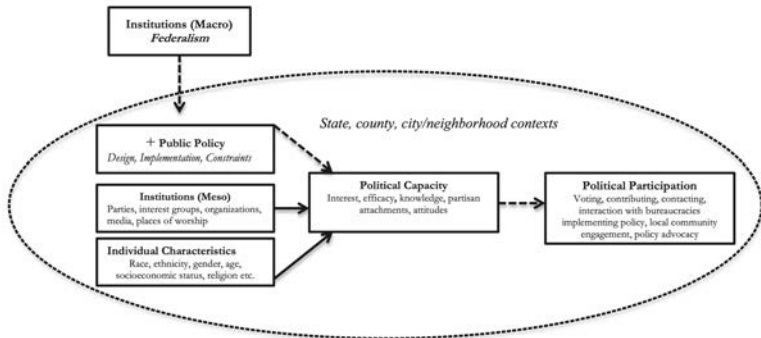 Institutions (Macro)
Federalism
State, county, city/neighborhood contexts
+ Public Policy
Design, Implementation, Constraints
Institutions (Meso)
Parties, interest groups, organizations,
media, places of worship
Individual Characteristics
Race, ethnicity, gender, age,
socioeconomic status, religion etc.
Political Capacity
Interest, efficacy, knowledge, partisan
attachments, attitudes
Political Participation
Voting, contributing, contacting,
interaction with bureaucracies
implementing policy, local community
engagement, policy advocacy